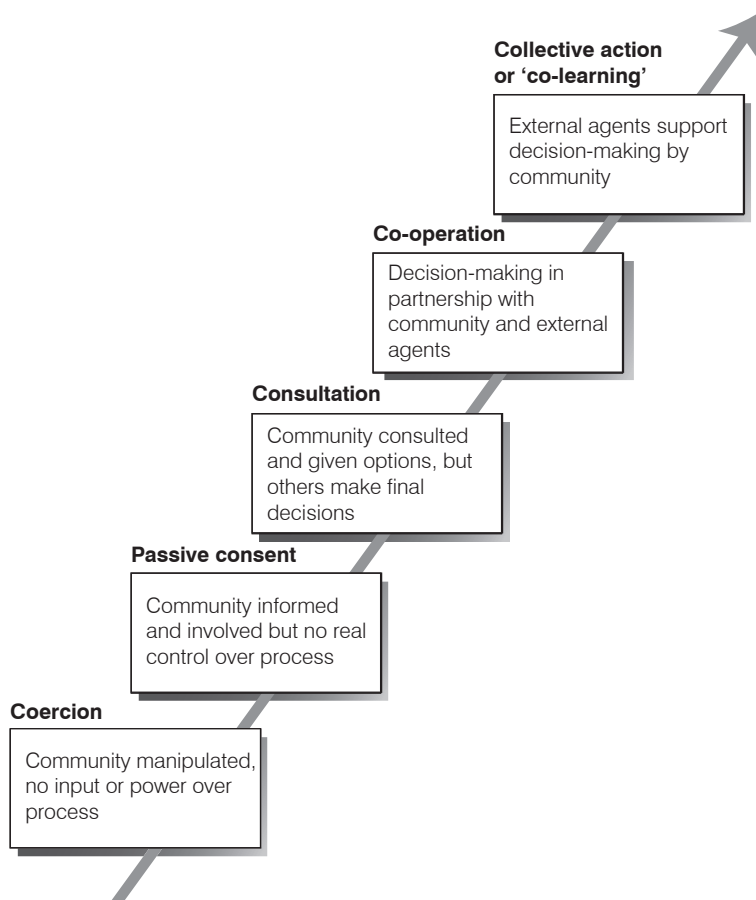 Collective action
or ‘co-learning’
External agents support
decision-making by
community
Co-operation
Decision-making in
partnership with
community and external
agents
Consultation
Community consulted
and given options, but
others make final
decisions
Passive consent
Community informed
and involved but no real
control over process
Coercion
Community manipulated,
no input or power over
process